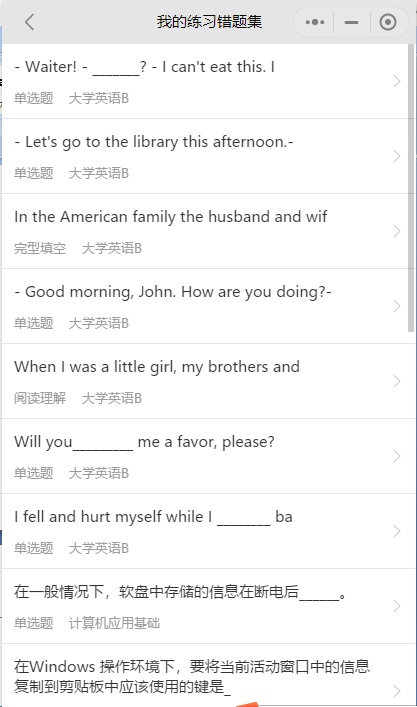 我的练习错题集
- Waiter! - _______? - I can't eat this. I
单选题 大学英语B
- Let's go to the library this afternoon.-
单选题 大学英语B
In the American family the husband and wif
完型填空 大学英语B
- Good morning, John. How are you doing?-
单选题 大学英语B
When I was a little girl, my brothers and
阅读理解 大学英语B
Will you_________ me a favor, please?
单选题 大学英语B
I fell and hurt myself while I ________ ba
单选题 大学英语B
在一般情况下，软盘中存储的信息在断电后______。
单选题 计算机应用基础
在Windows 操作环境下，要将当前活动窗口中的信息
复制到剪贴板中应该使用的键是_